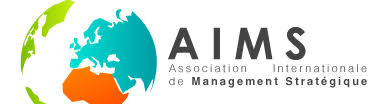 AIMS
Association Internationale
de Management Stratégique